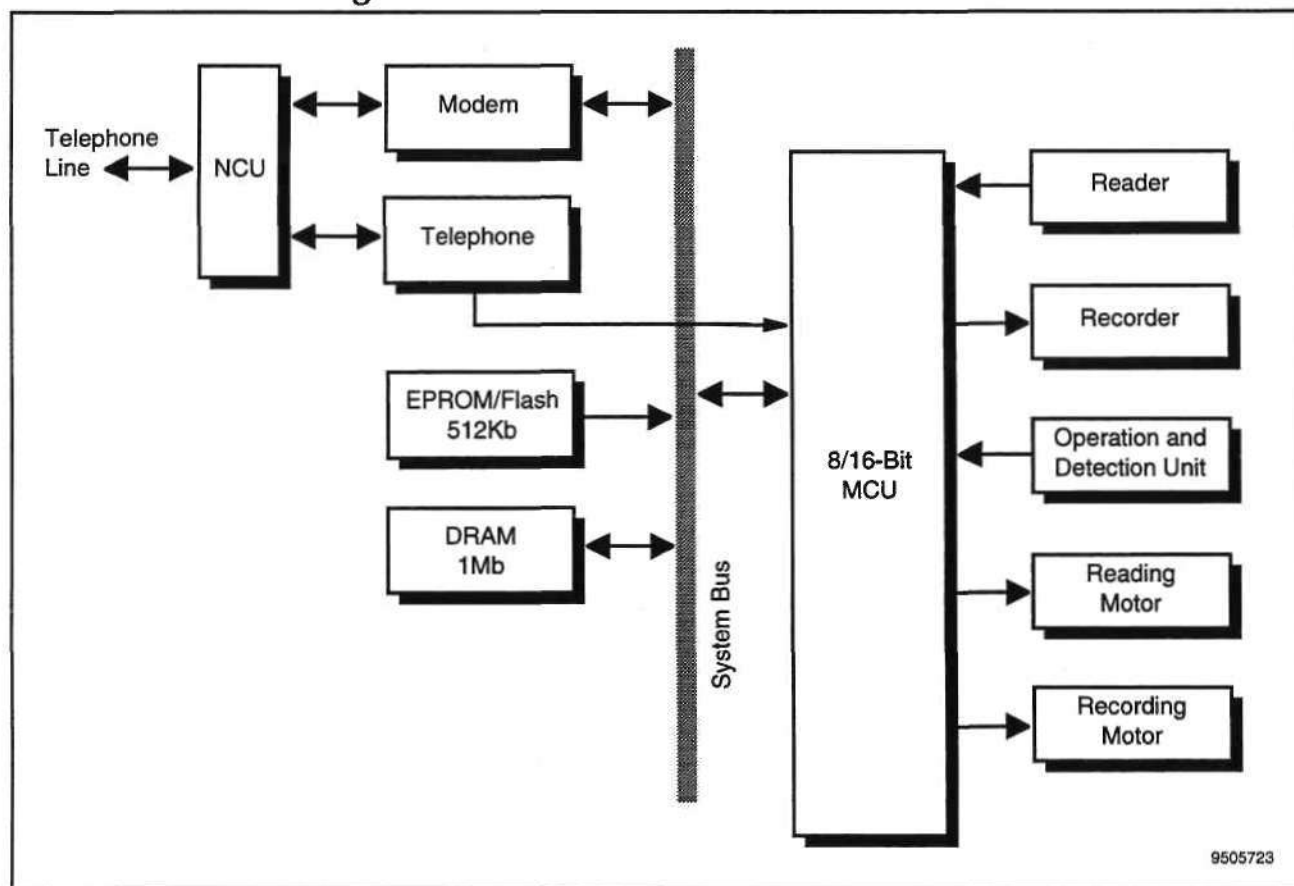 Telephone
Line
NCU
Modem
Telephone
EPROM/Flash
512Kb
DRAM
1Mb
System Bus
8/16-Bit
MCU
Reader
Recorder
Operation and
Detection Unit
Reading
Motor
Recording
Motor
9505723